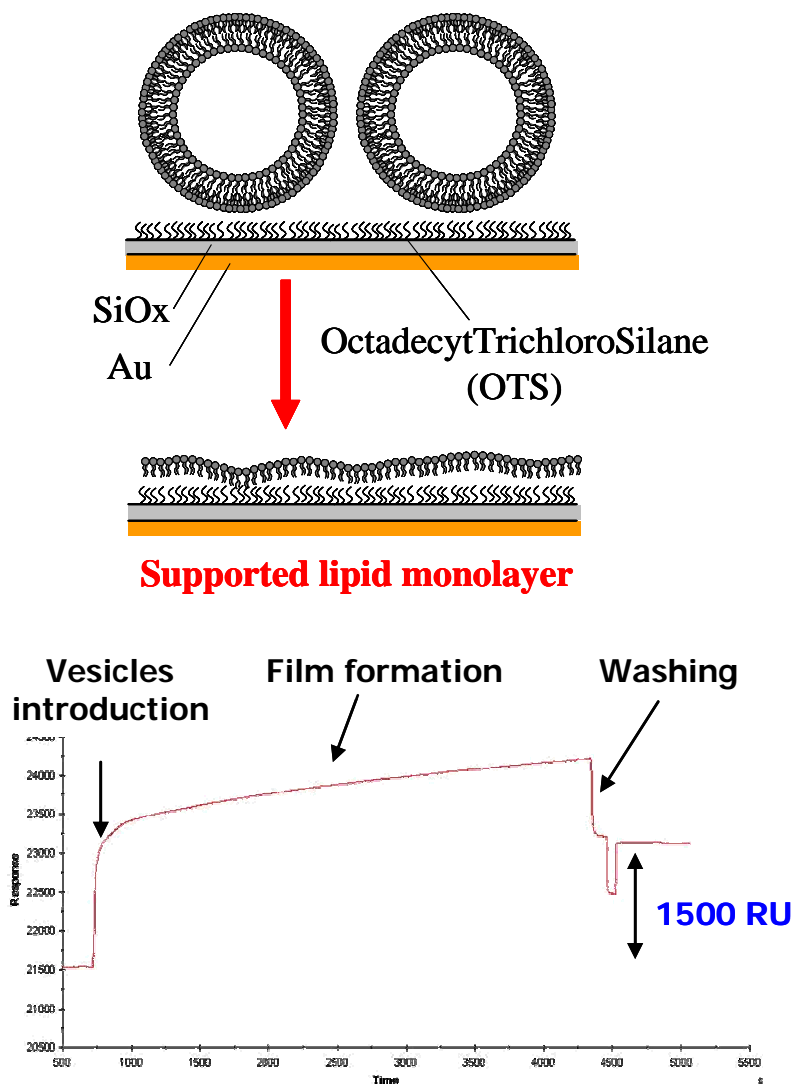 SiOx
Au
OctadecytTrichloroSilane
(OTS)
Supported lipid monolayer
Vesicles
introduction
Film formation
Washing
24500
24000
23500
23000
22500
22000
21500
21000
20500
Response
1500 RU
500
1000
1500
2000
2500
3000
3500
4000
4500
5000
5500
Time
s